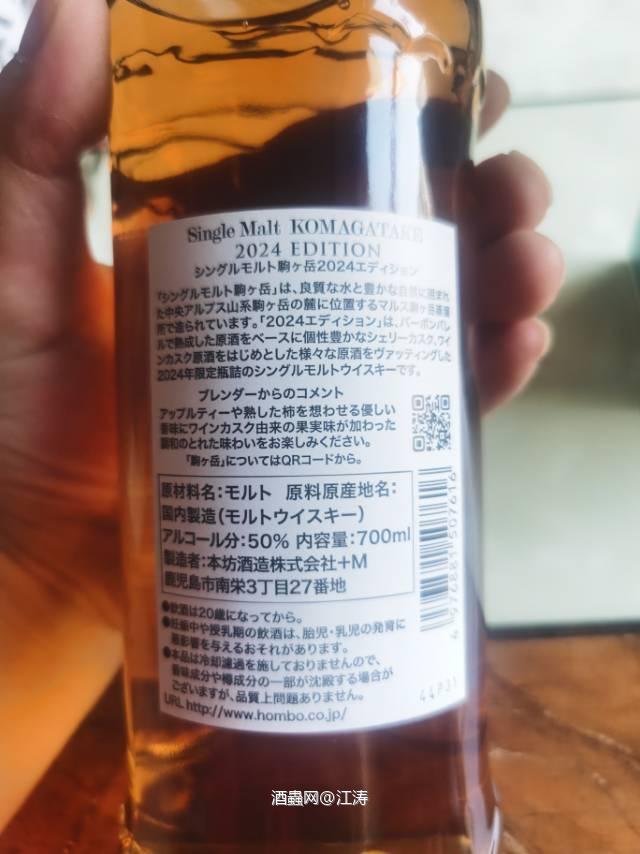 Single Malt KOMAGATAKE
2024 EDITION
シングルモルト駒ヶ岳2024エディション
「シングルモルト駒ヶ岳」は、良質な水と豊かな自然に囲まれ
た中央アルプス山系駒ヶ岳の麓に位置するマルス駒ヶ岳蒸溜
所で造られています。「2024エディション」は、バーボンバレ
ルで熟成した原酒をベースに個性豊かなシェリーカスク、ワイ
ンカスク原酒をはじめとした様々な原酒をヴァッティングした
2024年限定瓶詰のシングルモルトウイスキーです。
ブレンダーからのコメント
アップルティーや熟した柿を想わせる優しい
香味にワインカスク由来の果実味が加わった
調和のとれた味わいをお楽しみください。
「駒ヶ岳」についてはQRコードから。
原材料名：モルト 原料原産地名：
国内製造（モルトウイスキー）
アルコール分：50% 内容量：700ml
製造者：本坊酒造株式会社＋M
鹿児島市南栄3丁目27番地
●飲酒は20歳になってから。
●妊娠中や授乳期の飲酒は、胎児・乳児の発育に
悪影響を与えるおそれがあります。
●本品は冷却濾過を施しておりませんので、
香味成分や樽成分の一部が沈殿する場合が
ございますが、品質上問題ありません。
URL http://www.hombo.co.jp/
4 976881 507616
酒蟲网@江涛